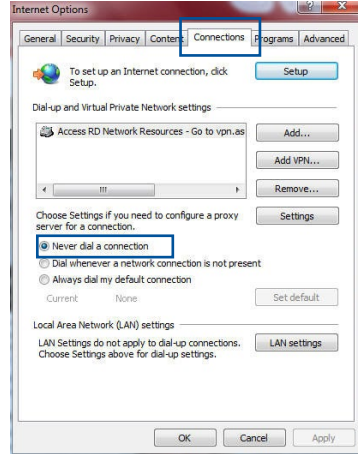 Internet Options
General Security Privacy Content Connections Programs Advanced
To set up an Internet connection, click
Setup.
Setup
Dial-up and Virtual Private Network settings
Access RD Network Resources - Go to vpn.as
Add...
Add VPN...
Remove...
Choose Settings if you need to configure a proxy
server for a connection.
Settings
Never dial a connection
Dial whenever a network connection is not present
Always dial my default connection
Current None
Set default
Local Area Network (LAN) settings
LAN Settings do not apply to dial-up connections.
Choose Settings above for dial-up settings.
LAN settings
OK Cancel Apply